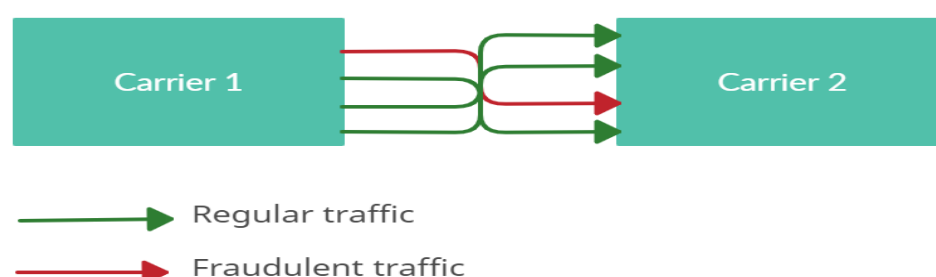 Carrier 1
Carrier 2
Regular traffic
Fraudulent traffic